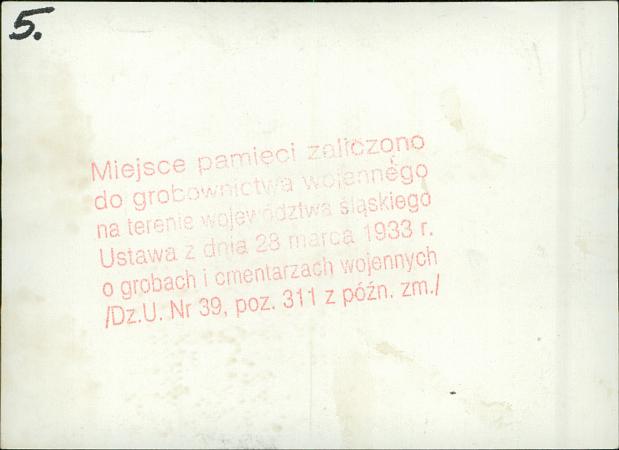 5.
Miejsce pamięci zaliczono
do grobownictwa wojennego
na terenie województwa śląskiego
Ustawa z dnia 28 marca 1933 r.
o grobach i cmentarzach wojennych
/Dz.U. Nr 39, poz. 311 z późn. zm./